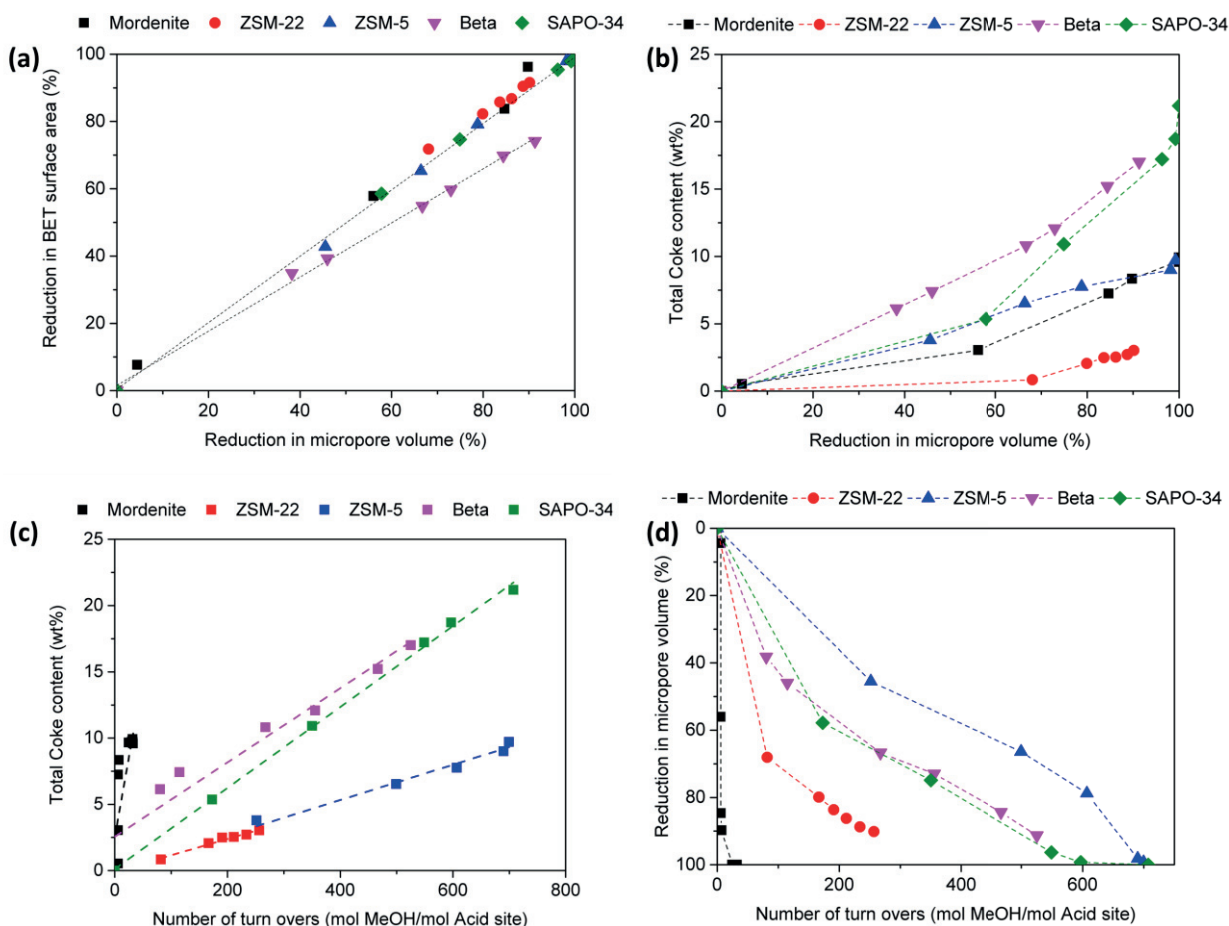 Mordenite ZSM-22 ZSM-5 Beta SAPO-34
(a)
Reduction in BET surface area (%)
100
80
60
40
20
0
0 20 40 60 80 100
Reduction in micropore volume (%)
Mordenite ZSM-22 ZSM-5 Beta SAPO-34
(b)
Total Coke content (wt%)
25
20
15
10
5
0
0 20 40 60 80 100
Reduction in micropore volume (%)
Mordenite ZSM-22 ZSM-5 Beta SAPO-34
(c)
Total Coke content (wt%)
25
20
15
10
5
0
0 200 400 600 800
Number of turn overs (mol MeOH/mol Acid site)
Mordenite ZSM-22 ZSM-5 Beta SAPO-34
(d)
Reduction in micropore volume (%)
0
20
40
60
80
100
0 200 400 600
Number of turn overs (mol MeOH/mol Acid site)